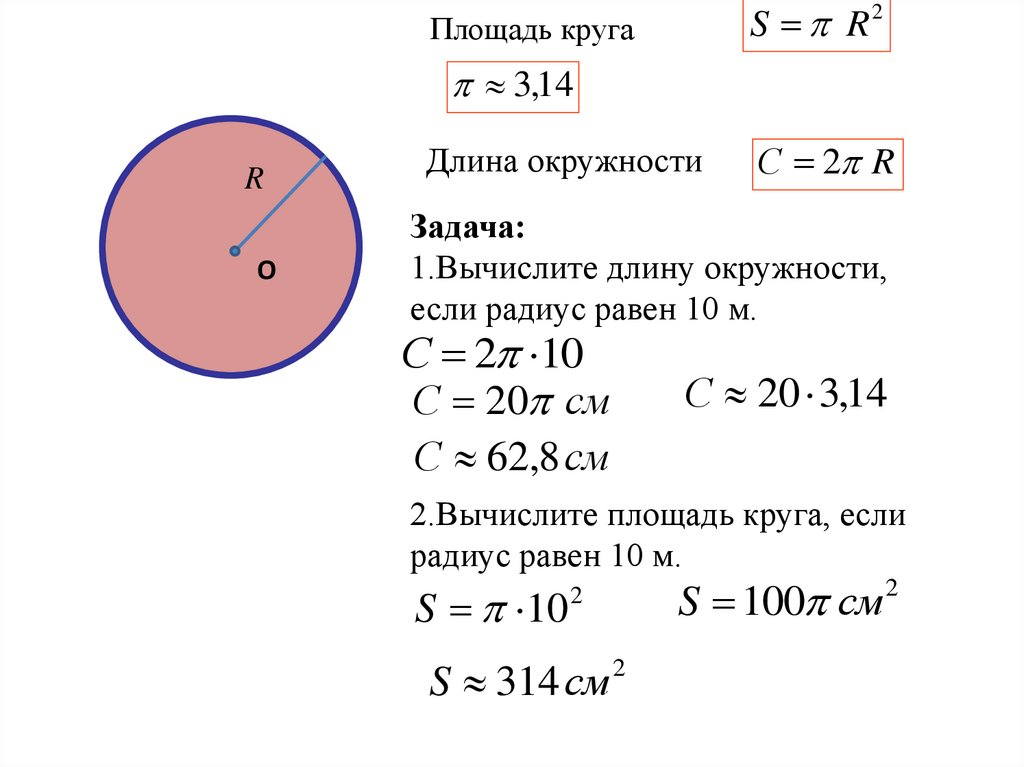 Площадь круга
S = π R²
π ≈ 3,14
Длина окружности
C = 2π R
R
O
Задача:
1.Вычислите длину окружности,
если радиус равен 10 м.
C = 2π ·10
C = 20π см
C ≈ 20·3,14
C ≈ 62,8 см
2.Вычислите площадь круга, если
радиус равен 10 м.
S = π ·10²
S = 100π см²
S ≈ 314 см²